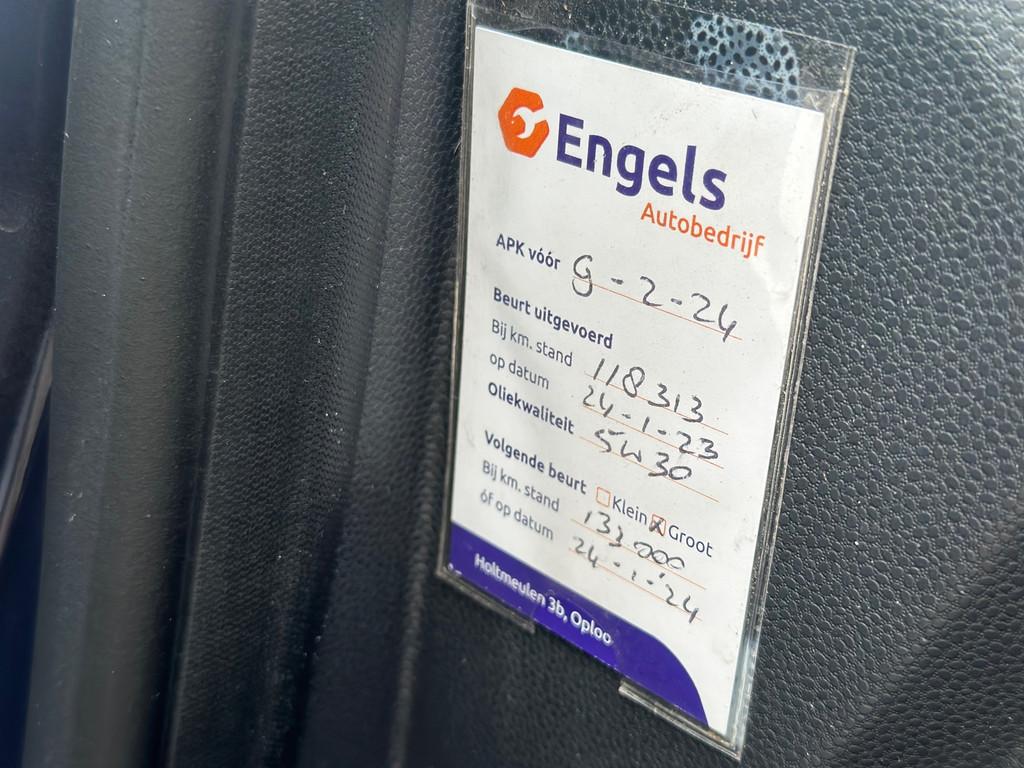 Engels
Autobedrijf
APK vóór 9-2-24
Beurt uitgevoerd
Bij km. stand 118313
op datum 24-1-23
Oliekwaliteit 5W30
Volgende beurt Klein Groot
Bij km. stand 133.000
óf op datum 24-1-'24
Holtmeulen 3b, Oploo